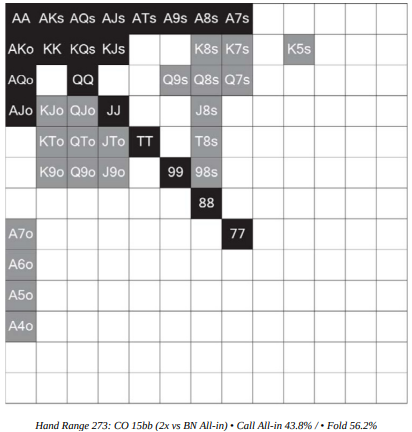 AA AKs AQs AJs ATs A9s A8s A7s
AKo KK KQs KJs K8s K7s K5s
AQo QQ Q9s Q8s Q7s
AJo KJo QJo JJ J8s
KTo QTo JTo TT T8s
K9o Q9o J9o 99 98s
88
A7o 77
A6o
A5o
A4o
Hand Range 273: CO 15bb (2x vs BN All-in) • Call All-in 43.8% / • Fold 56.2%